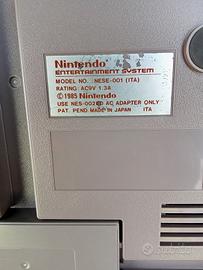 Nintendo
ENTERTAINMENT SYSTEM
MODEL NO. NESE-001 (ITA)
RATING: AC9V 1.3A
©1985 Nintendo
USE NES-002 AC ADAPTER ONLY
PAT. PEND. MADE IN JAPAN ITA
subito